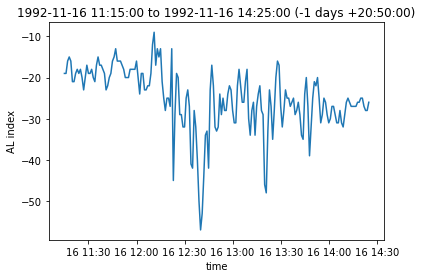 1992-11-16 11:15:00 to 1992-11-16 14:25:00 (-1 days +20:50:00)
−10
−20
−30
−40
−50
AL index
16 11:30 16 12:00 16 12:30 16 13:00 16 13:30 16 14:00 16 14:30
time